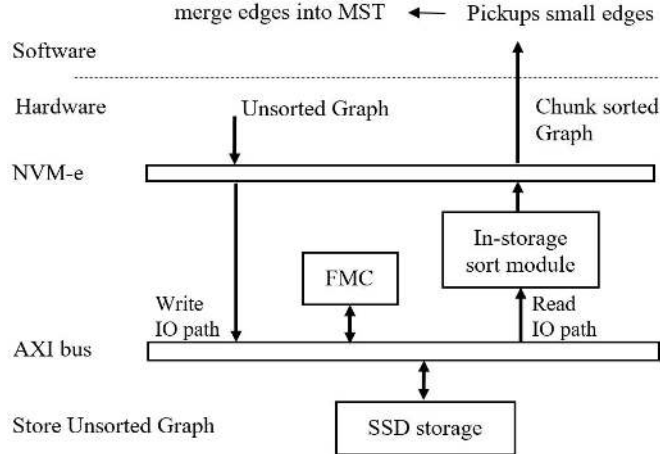 merge edges into MST
Pickups small edges
Software
Hardware
Unsorted Graph
Chunk sorted
Graph
NVM-e
In-storage
sort module
FMC
Write
IO path
Read
IO path
AXI bus
Store Unsorted Graph
SSD storage